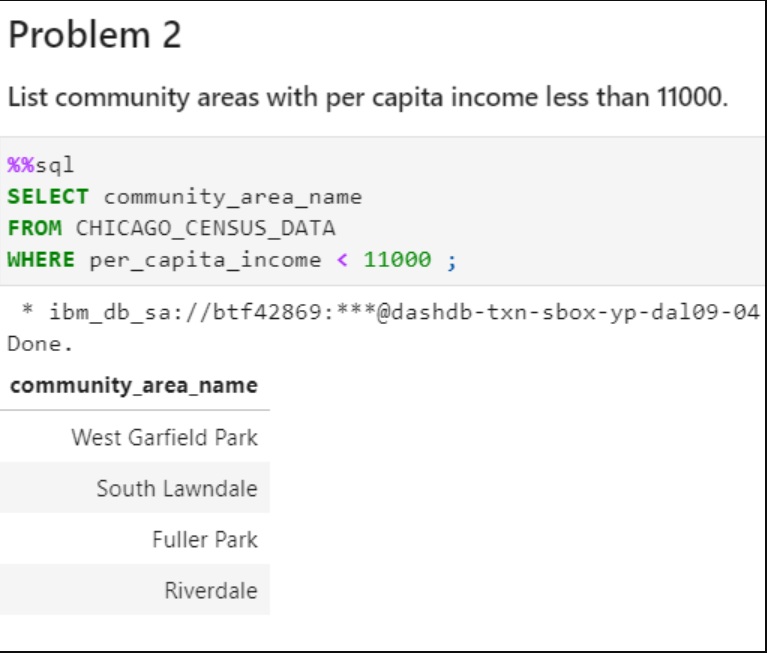 Problem 2
List community areas with per capita income less than 11000.
%%sql
SELECT community_area_name
FROM CHICAGO_CENSUS_DATA
WHERE per_capita_income < 11000 ;
* ibm_db_sa://btf42869:***@dashdb-txn-sbox-yp-dal09-04
Done.
community_area_name
West Garfield Park
South Lawndale
Fuller Park
Riverdale